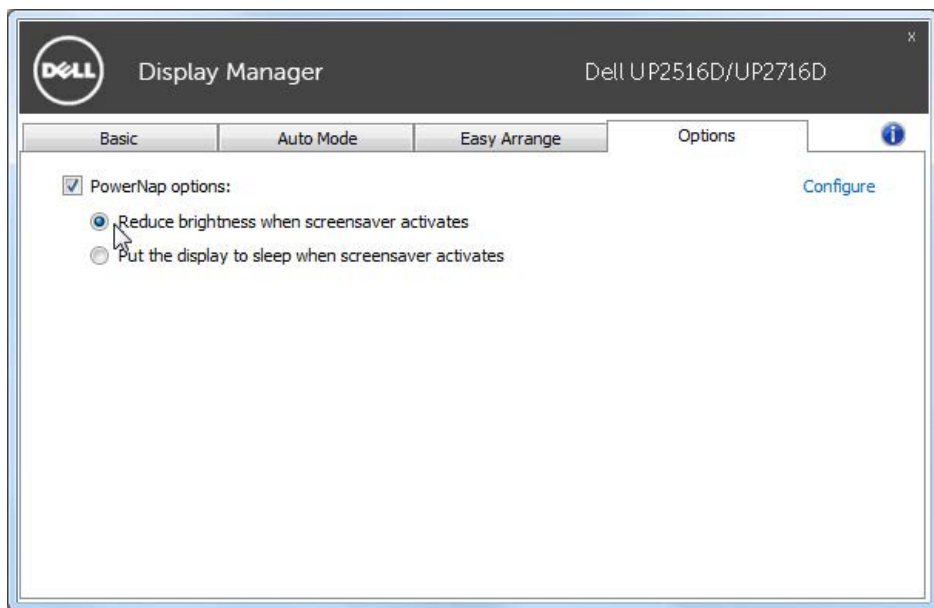 x
DELL Display Manager Dell UP2516D/UP2716D
Basic Auto Mode Easy Arrange Options i
PowerNap options: Configure
Reduce brightness when screensaver activates
Put the display to sleep when screensaver activates